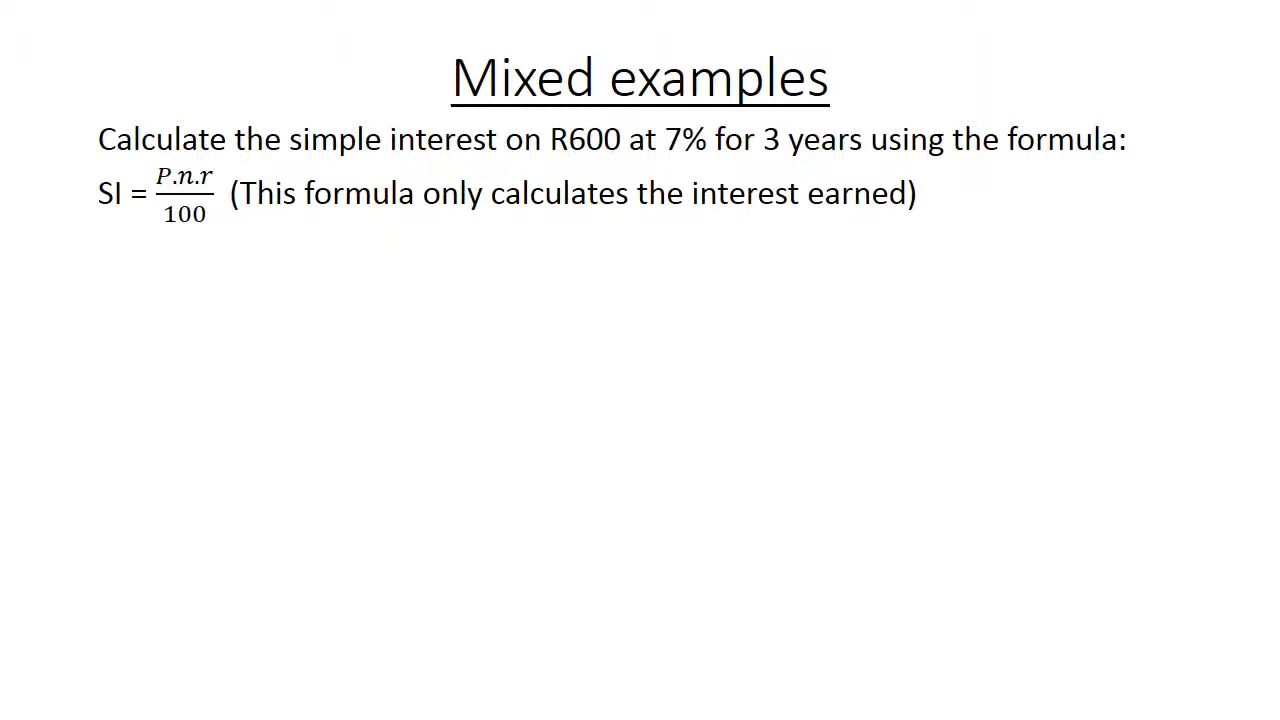 Mixed examples
Calculate the simple interest on R600 at 7% for 3 years using the formula:
SI = P.n.r/100 (This formula only calculates the interest earned)